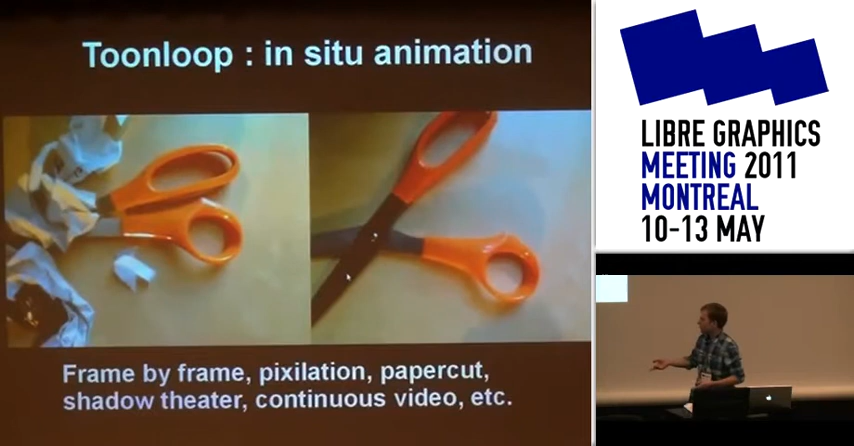 Toonloop : in situ animation
Frame by frame, pixilation, papercut,
shadow theater, continuous video, etc.
LIBRE GRAPHICS
MEETING 2011
MONTREAL
10-13 MAY